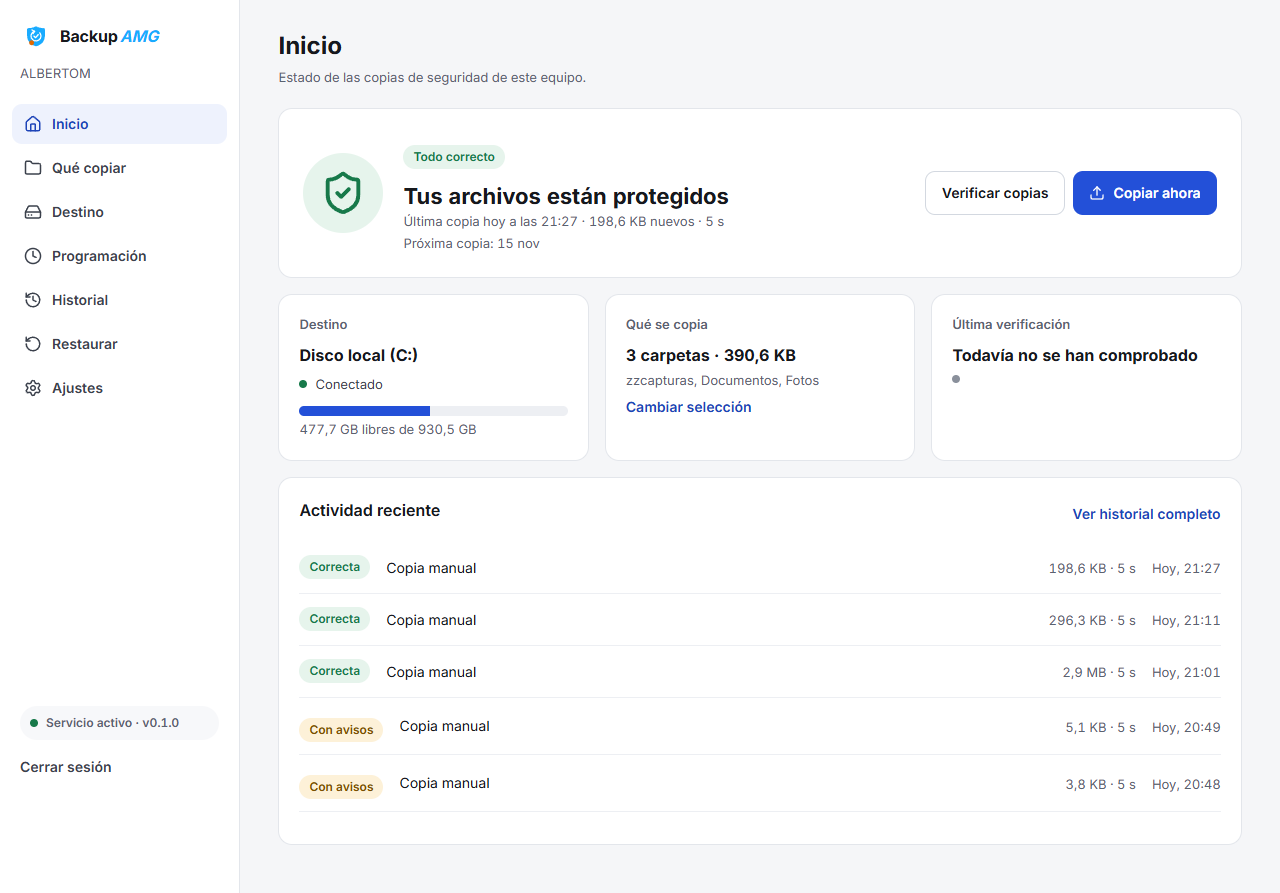 Backup AMG
ALBERTOM
Inicio
Qué copiar
Destino
Programación
Historial
Restaurar
Ajustes
Servicio activo · v0.1.0
Cerrar sesión
Inicio
Estado de las copias de seguridad de este equipo.
Todo correcto
Tus archivos están protegidos
Última copia hoy a las 21:27 · 198,6 KB nuevos · 5 s
Próxima copia: 15 nov
Verificar copias
Copiar ahora
Destino
Disco local (C:)
Conectado
477,7 GB libres de 930,5 GB
Qué se copia
3 carpetas · 390,6 KB
zzcapturas, Documentos, Fotos
Cambiar selección
Última verificación
Todavía no se han comprobado
Actividad reciente
Ver historial completo
Correcta Copia manual 198,6 KB · 5 s Hoy, 21:27
Correcta Copia manual 296,3 KB · 5 s Hoy, 21:11
Correcta Copia manual 2,9 MB · 5 s Hoy, 21:01
Con avisos Copia manual 5,1 KB · 5 s Hoy, 20:49
Con avisos Copia manual 3,8 KB · 5 s Hoy, 20:48